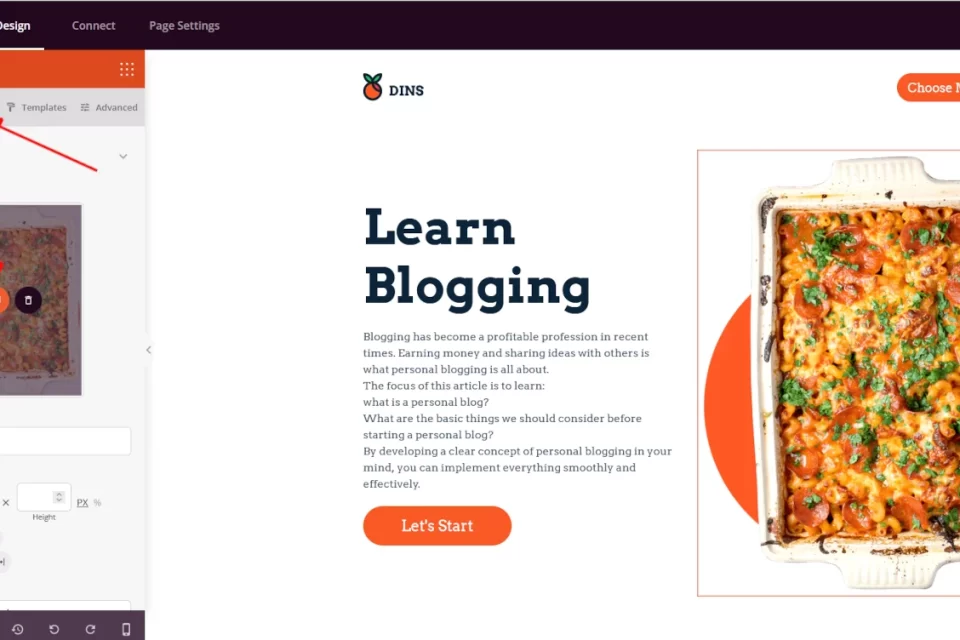 Design Connect Page Settings
Templates Advanced
DINS
Choose
Learn
Blogging
Blogging has become a profitable profession in recent
times. Earning money and sharing ideas with others is
what personal blogging is all about.
The focus of this article is to learn:
what is a personal blog?
What are the basic things we should consider before
starting a personal blog?
By developing a clear concept of personal blogging in your
mind, you can implement everything smoothly and
effectively.
Let's Start
× PX %
Height